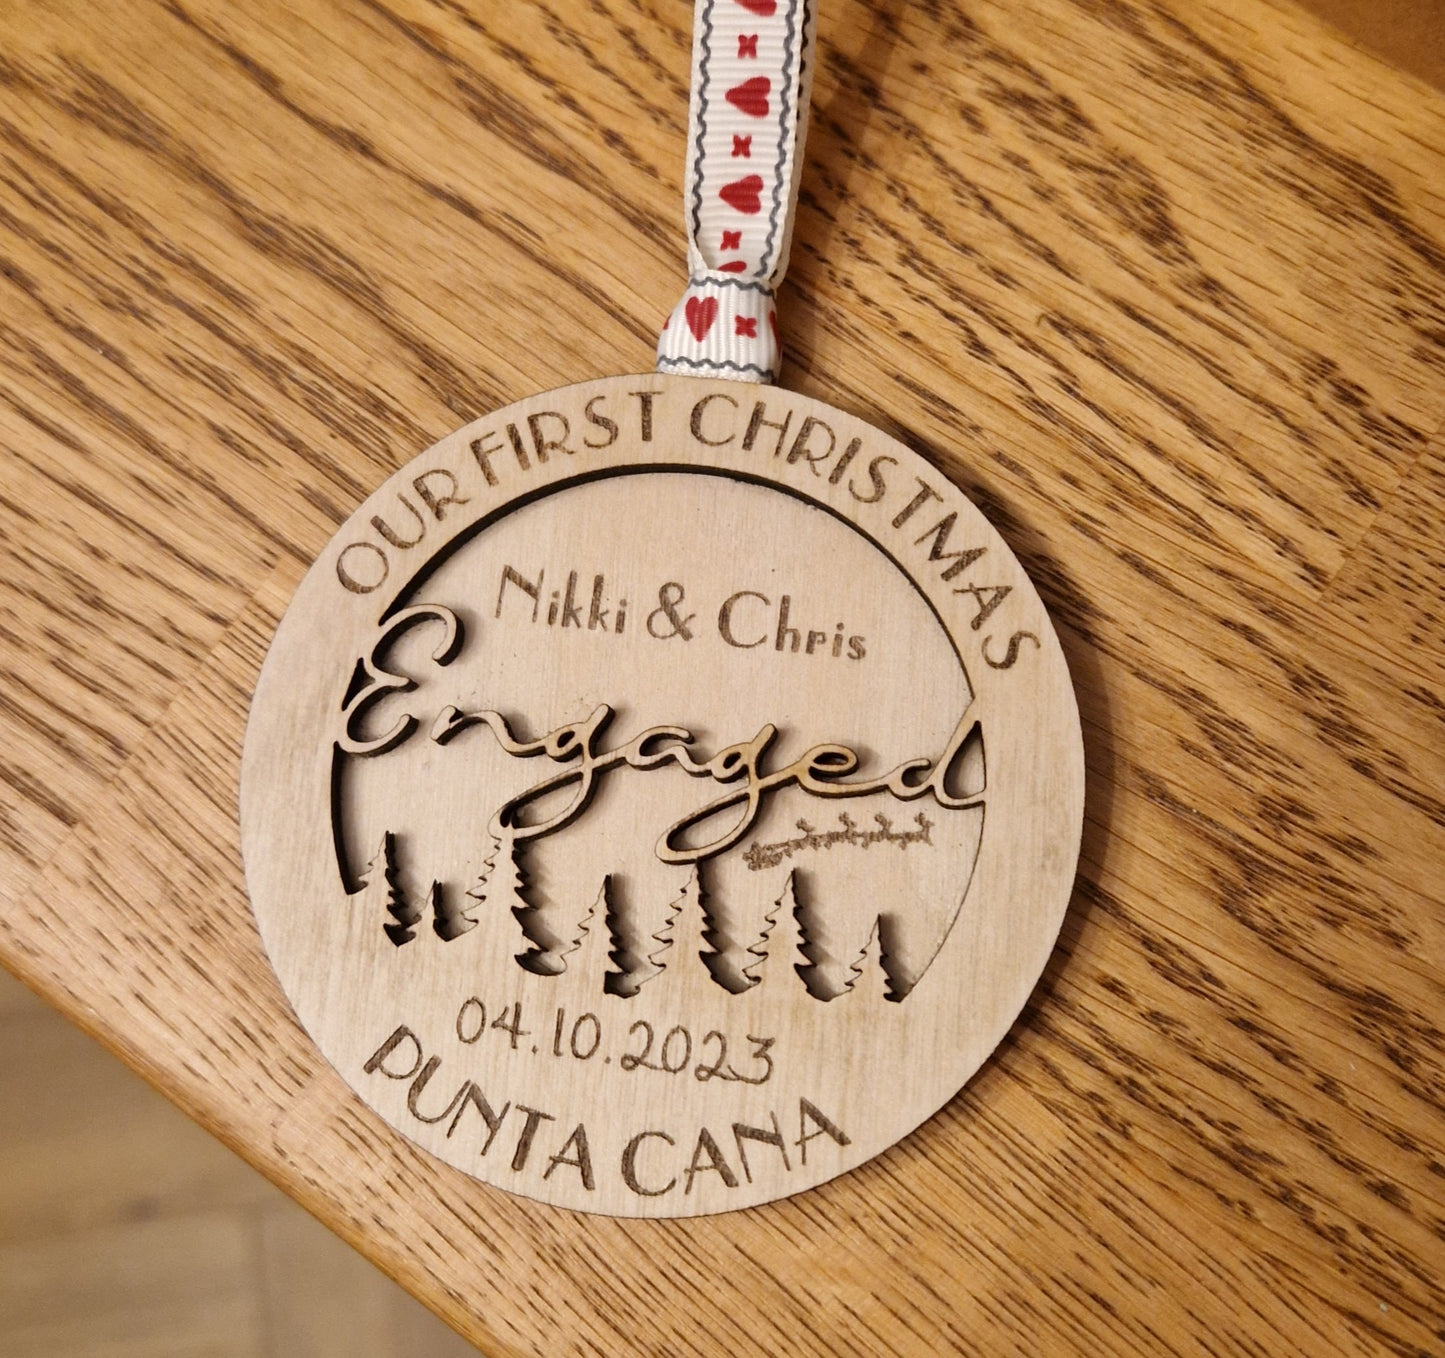 OUR FIRST CHRISTMAS
Nikki & Chris
Engaged
04.10.2023
PUNTA CANA